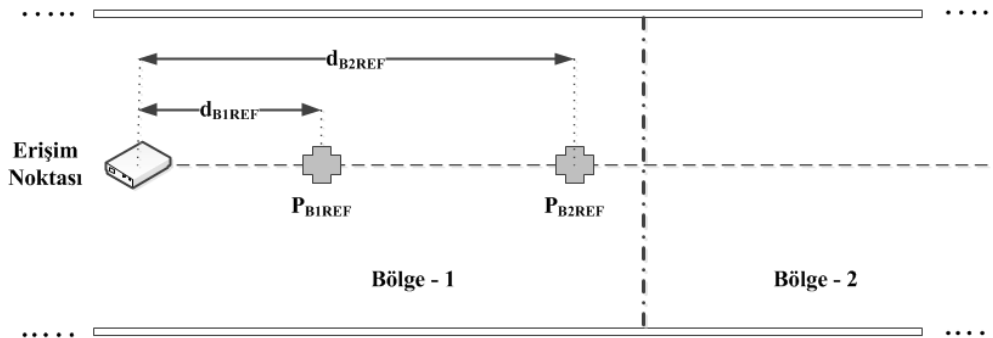 dB2REF
dB1REF
Erişim
Noktası
PB1REF
PB2REF
Bölge - 1
Bölge - 2